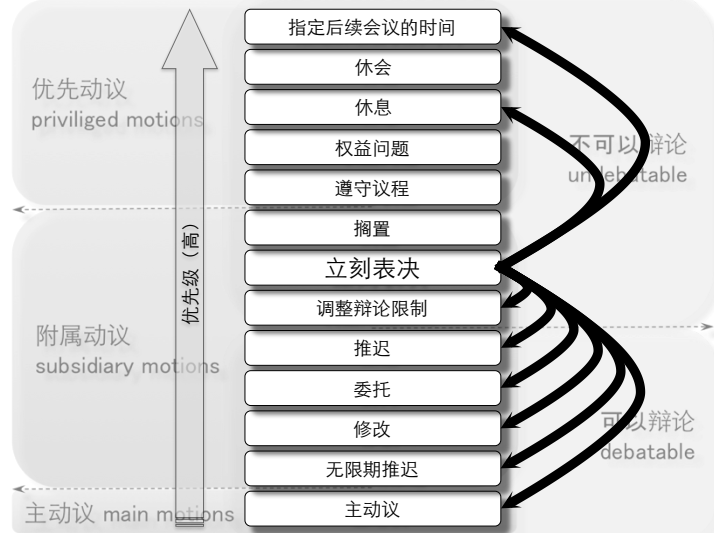 指定后续会议的时间
休会
休息
权益问题
遵守议程
搁置
立刻表决
调整辩论限制
推迟
委托
修改
无限期推迟
主动议
优先级（高）
优先动议
priviliged motions
附属动议
subsidiary motions
主动议 main motions
不可以辩论
undebatable
可以辩论
debatable